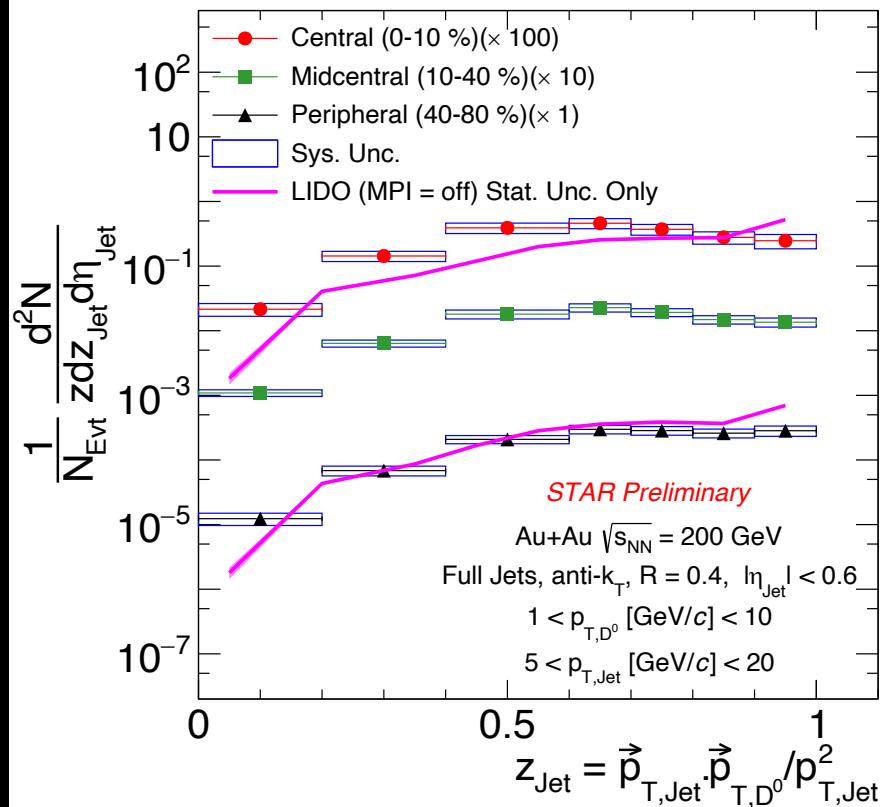 Central (0-10 %)(× 100)
Midcentral (10-40 %)(× 10)
Peripheral (40-80 %)(× 1)
Sys. Unc.
LIDO (MPI = off) Stat. Unc. Only
10²
10
10⁻¹
10⁻³
10⁻⁵
10⁻⁷
1/N_Evt d²N/zdz_Jet dη_Jet
STAR Preliminary
Au+Au √s_NN = 200 GeV
Full Jets, anti-k_T, R = 0.4, |η_Jet| < 0.6
1 < p_T,D⁰ [GeV/c] < 10
5 < p_T,Jet [GeV/c] < 20
0 0.5 1
z_Jet = p⃗_T,Jet.p⃗_T,D⁰/p²_T,Jet